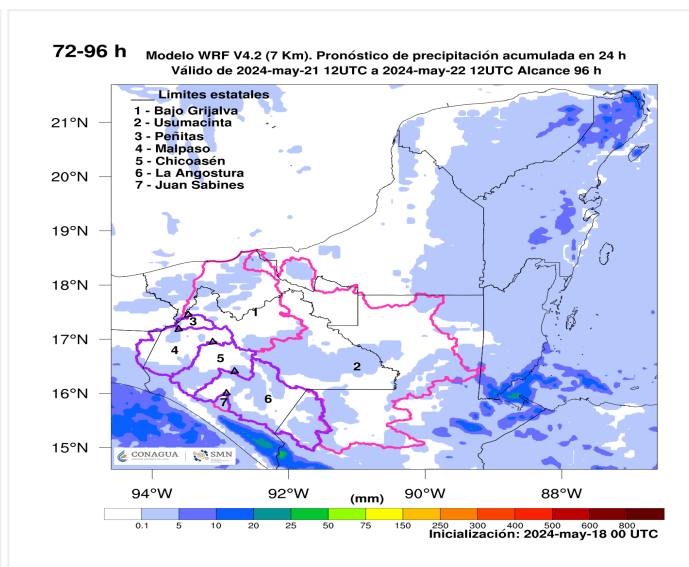 72-96 h
Modelo WRF V4.2 (7 Km). Pronóstico de precipitación acumulada en 24 h
Válido de 2024-may-21 12UTC a 2024-may-22 12UTC Alcance 96 h
Limites estatales
1 - Bajo Grijalva
2 - Usumacinta
3 - Peñitas
4 - Malpaso
5 - Chicoasén
6 - La Angostura
7 - Juan Sabines
21°N
20°N
19°N
18°N
17°N
16°N
15°N
1
3
4
5
2
7
6
CONAGUA
SMN
94°W 92°W 90°W 88°W
(mm)
0.1 5 10 20 25 50 75 150 250 300 400 500 600 800
Inicialización: 2024-may-18 00 UTC